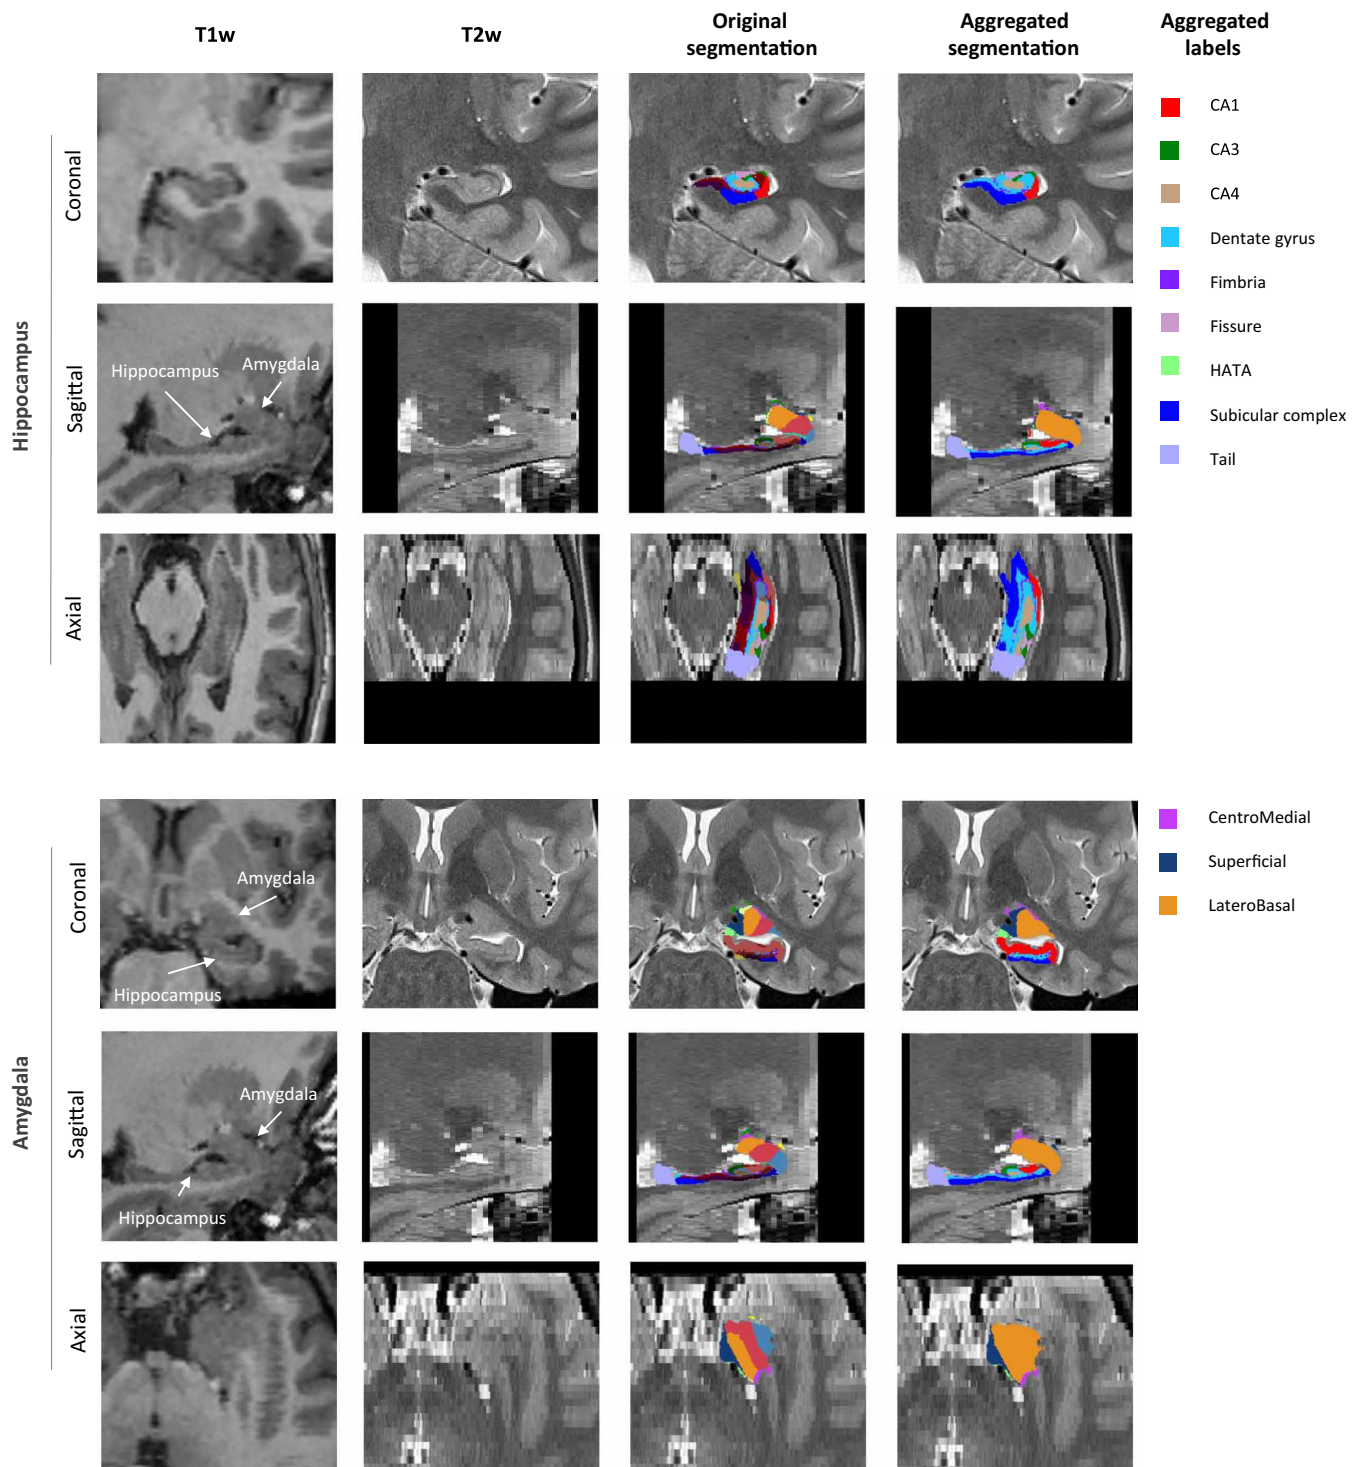 T1w
T2w
Original
segmentation
Aggregated
segmentation
Aggregated
labels
Hippocampus
Coronal
CA1
CA3
CA4
Dentate gyrus
Fimbria
Fissure
HATA
Subicular complex
Tail
Sagittal
Hippocampus
Amygdala
Axial
Amygdala
Coronal
Amygdala
Hippocampus
CentroMedial
Superficial
LateroBasal
Sagittal
Amygdala
Hippocampus
Axial